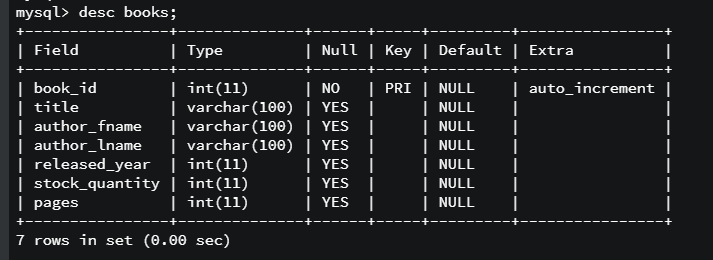 mysql> desc books;
+----------------+--------------+------+-----+---------+----------------+
| Field          | Type         | Null | Key | Default | Extra          |
+----------------+--------------+------+-----+---------+----------------+
| book_id        | int(11)      | NO   | PRI | NULL    | auto_increment |
| title          | varchar(100) | YES  |     | NULL    |                |
| author_fname   | varchar(100) | YES  |     | NULL    |                |
| author_lname   | varchar(100) | YES  |     | NULL    |                |
| released_year  | int(11)      | YES  |     | NULL    |                |
| stock_quantity | int(11)      | YES  |     | NULL    |                |
| pages          | int(11)      | YES  |     | NULL    |                |
+----------------+--------------+------+-----+---------+----------------+
7 rows in set (0.00 sec)